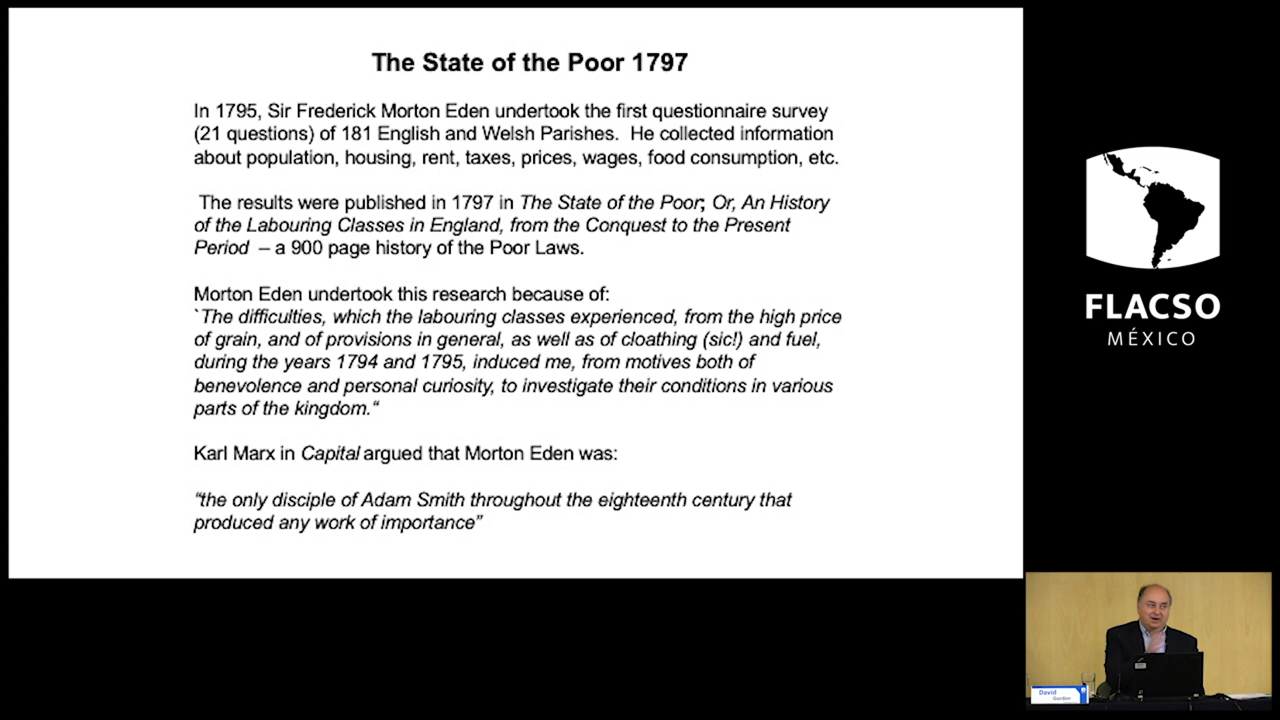 The State of the Poor 1797
In 1795, Sir Frederick Morton Eden undertook the first questionnaire survey
(21 questions) of 181 English and Welsh Parishes. He collected information
about population, housing, rent, taxes, prices, wages, food consumption, etc.
The results were published in 1797 in The State of the Poor; Or, An History
of the Labouring Classes in England, from the Conquest to the Present
Period – a 900 page history of the Poor Laws.
Morton Eden undertook this research because of:
`The difficulties, which the labouring classes experienced, from the high price
of grain, and of provisions in general, as well as of cloathing (sic!) and fuel,
during the years 1794 and 1795, induced me, from motives both of
benevolence and personal curiosity, to investigate their conditions in various
parts of the kingdom.“
Karl Marx in Capital argued that Morton Eden was:
“the only disciple of Adam Smith throughout the eighteenth century that
produced any work of importance”
FLACSO
MÉXICO
David
Gordon